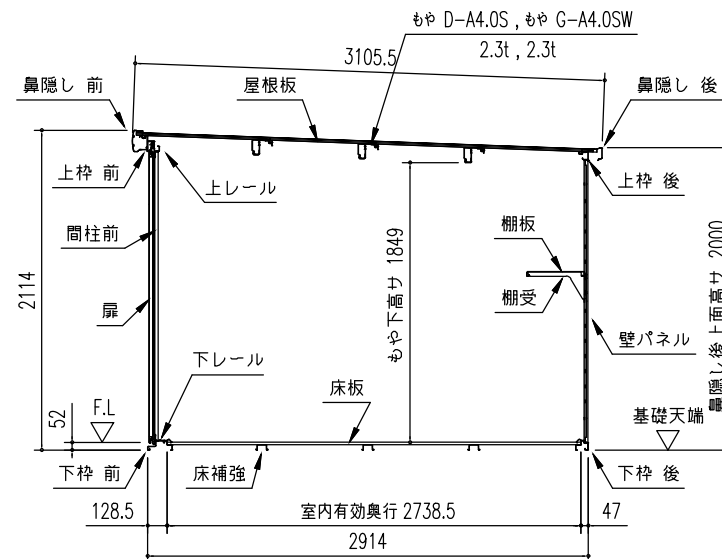 もや D-A4.0S , もや G-A4.0SW
2.3t , 2.3t
3105.5
鼻隠し 前
屋根板
鼻隠し 後
上枠 前
上レール
上枠 後
間柱前
もや下高サ 1849
棚板
棚受
2114
扉
壁パネル
鼻隠し後上面高サ 2000
下レール
床板
52
F.L
基礎天端
下枠 前
床補強
下枠 後
128.5
室内有効奥行 2738.5
47
2914